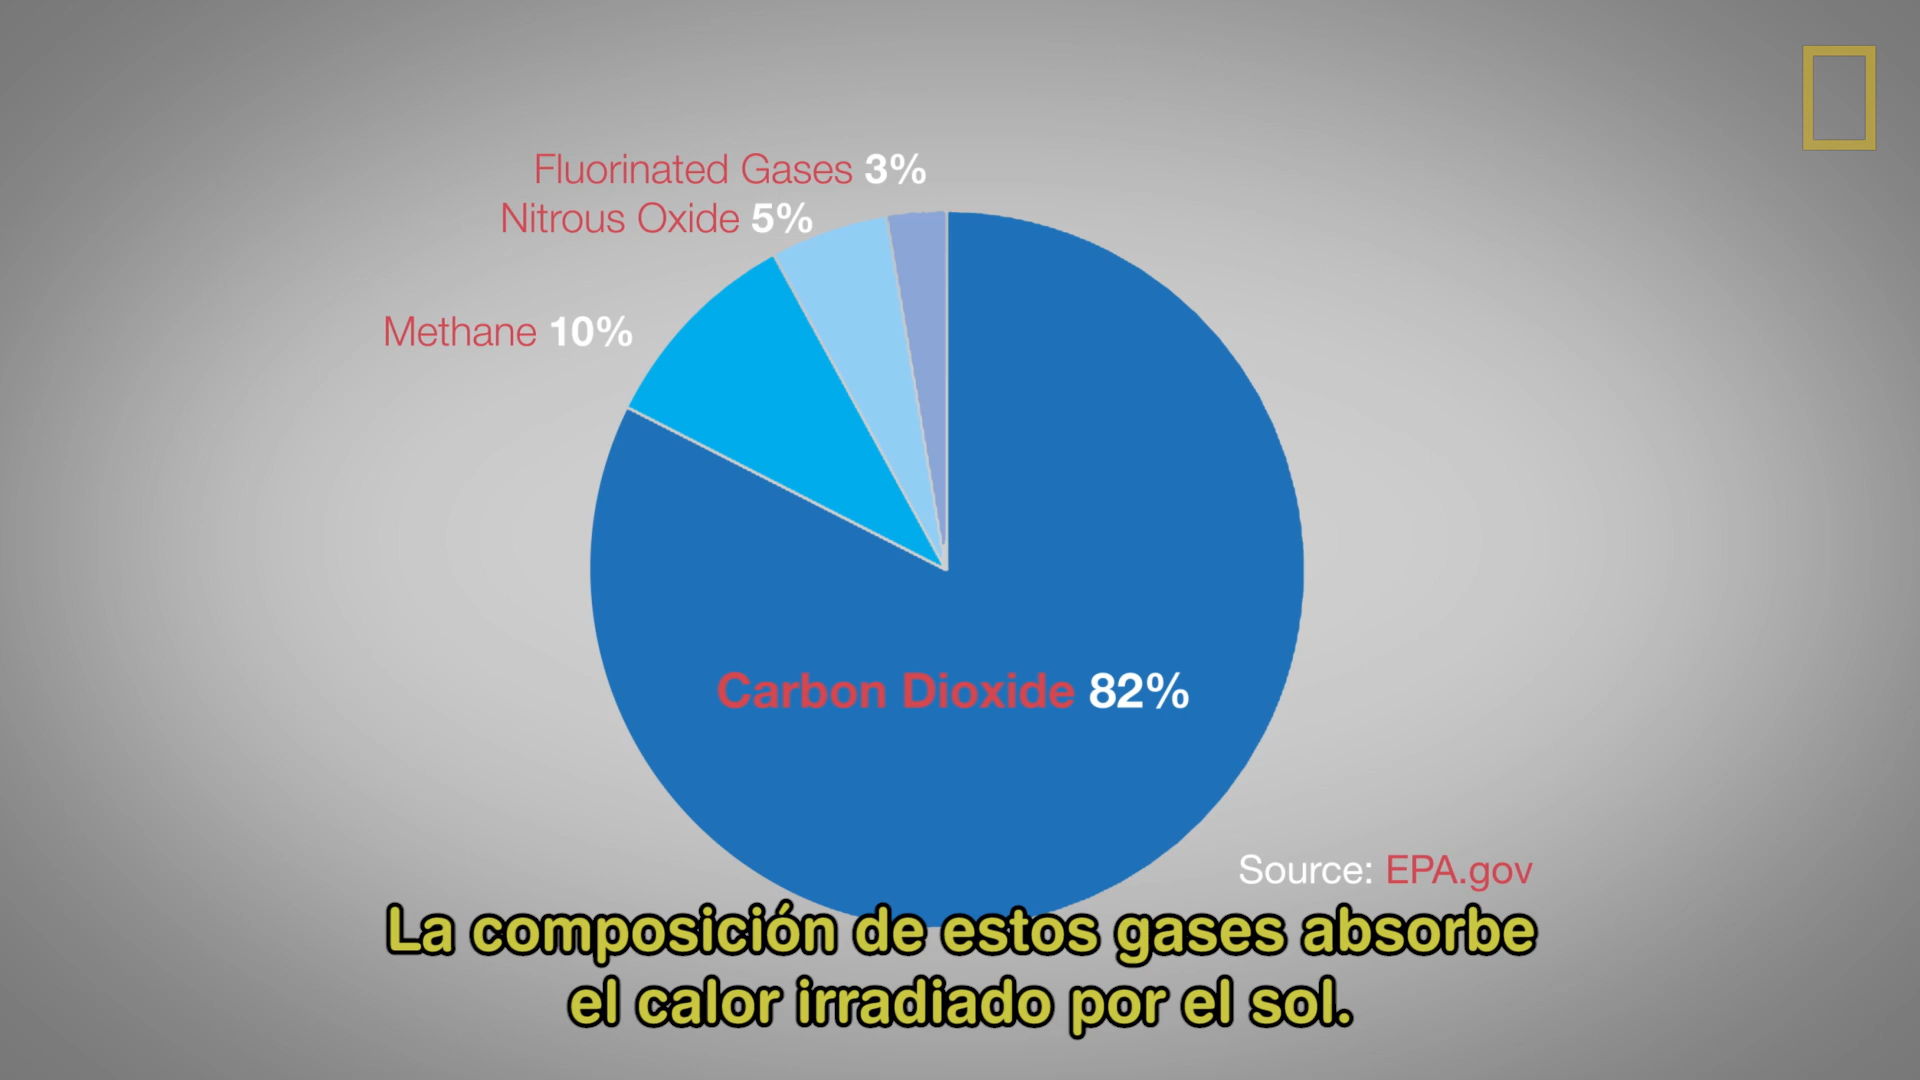 Fluorinated Gases 3%
Nitrous Oxide 5%
Methane 10%
Carbon Dioxide 82%
Source: EPA.gov
La composición de estos gases absorbe
el calor irradiado por el sol.